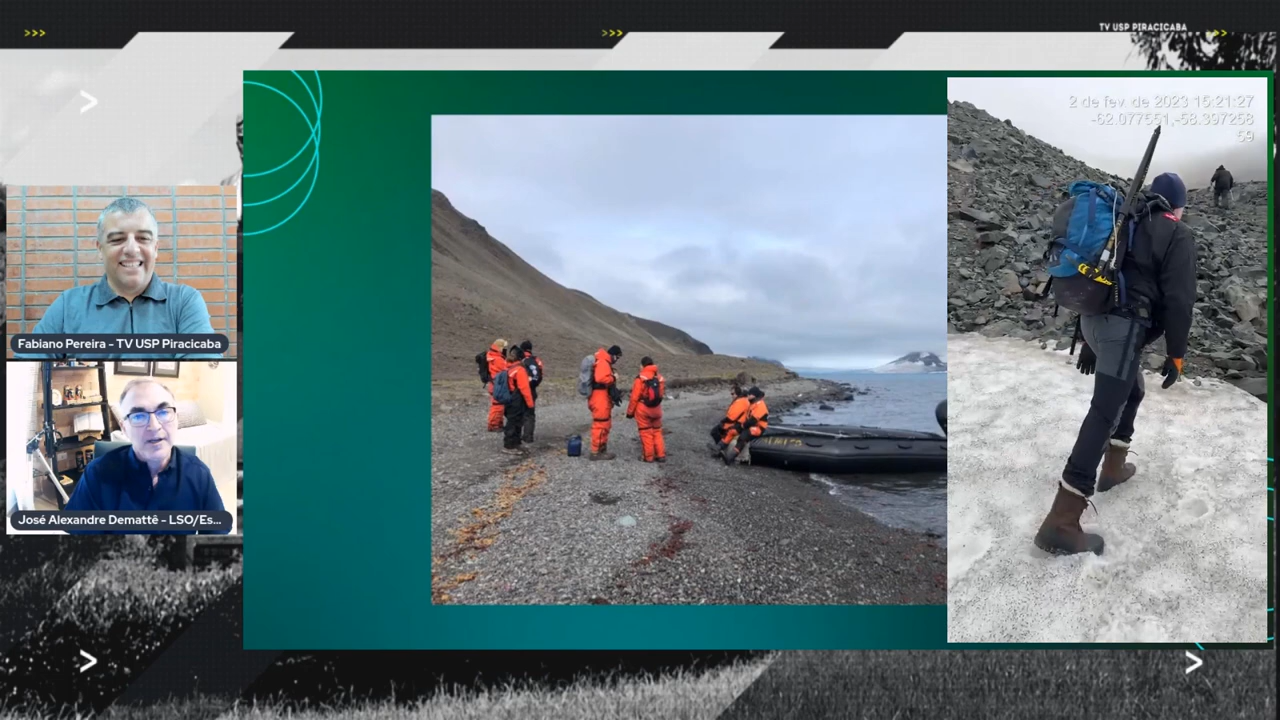 >>>
>>>
TV USP PIRACICABA
>>
2 de fev. de 2023 15:21:27
-62.077551,-58.397258
59
Fabiano Pereira - TV USP Piracicaba
José Alexandre Demattê - LSO/Es...